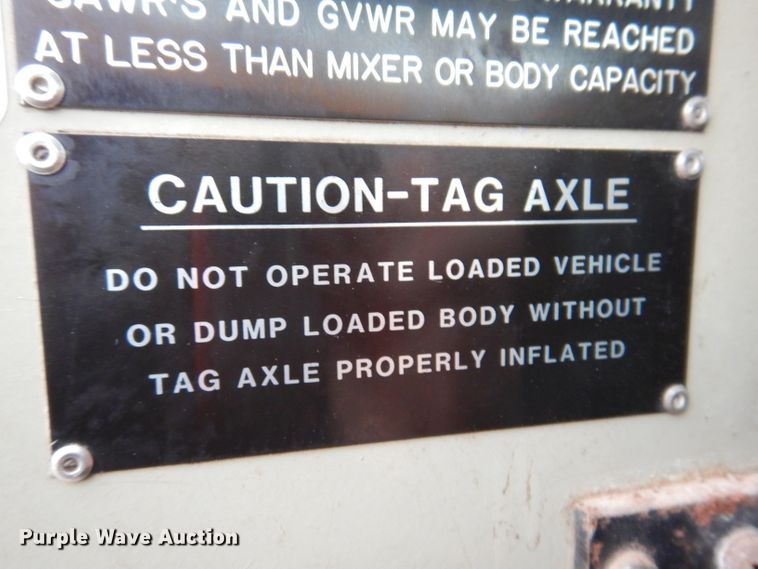 WARRANTY
GAWR'S AND GVWR MAY BE REACHED
AT LESS THAN MIXER OR BODY CAPACITY
CAUTION-TAG AXLE
DO NOT OPERATE LOADED VEHICLE
OR DUMP LOADED BODY WITHOUT
TAG AXLE PROPERLY INFLATED
Purple Wave Auction